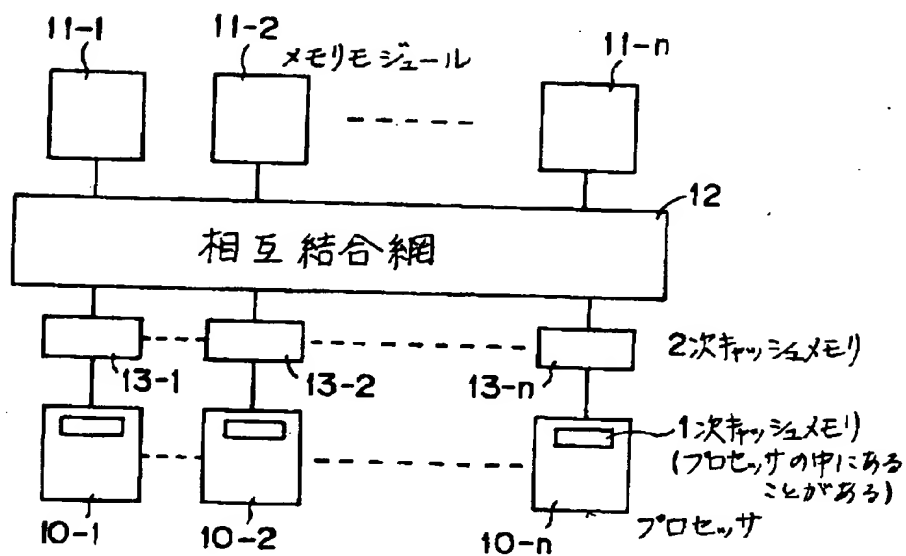 11-1
11-2
メモリモジュール
11-n
12
相互結合網
13-1
13-2
13-n
2次キャッシュメモリ
1次キャッシュメモリ
(プロセッサの中にある
ことがある)
10-1
10-2
10-n
プロセッサ